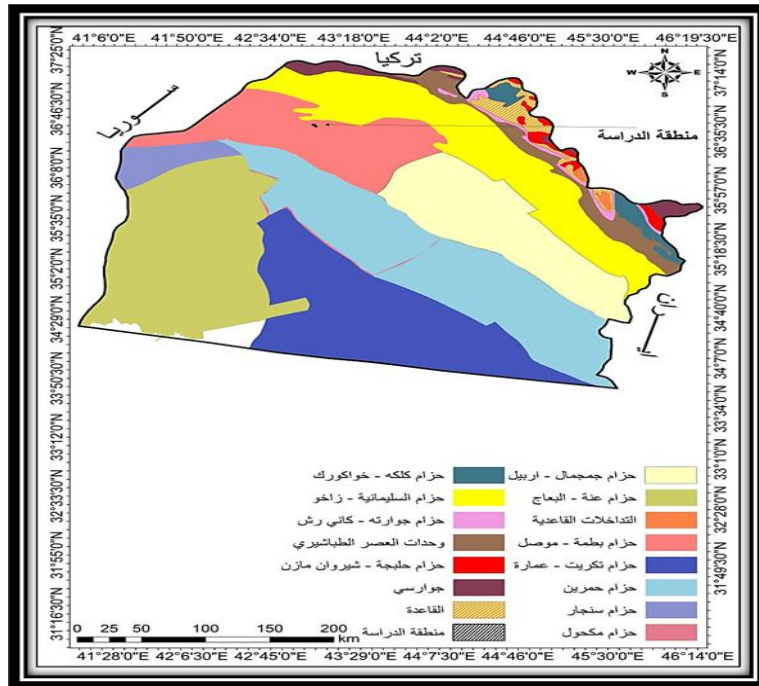 41°6'0"E 41°50'0"E 42°34'0"E 43°18'0"E 44°2'0"E 44°46'0"E 45°30'0"E 46°19'30"E
37°25'0"N
36°46'30"N
36°8'0"N
35°35'0"N
35°2'0"N
34°29'0"N
33°50'0"N
33°12'0"N
32°33'30"N
31°55'0"N
31°16'30"N
37°14'0"N
36°35'30"N
35°57'0"N
35°18'30"N
34°40'0"N
34°7'0"N
33°34'0"N
33°1'0"N
32°28'0"N
31°49'30"N
تركيا
سوريا
ايران
منطقة الدراسة
N
W E
S
حزام جمجمال - اربيل
حزام عنة - البعاج
التداخلات القاعدية
حزام بطمة - موصل
حزام تكريت - عمارة
حزام حمرين
حزام سنجار
حزام مكحول
حزام كلكه - خواكورك
حزام السليمانية - زاخو
حزام جوارته - كاني رش
وحدات العصر الطباشيري
حزام حلبجة - شيروان مازن
جوارسي
القاعدة
منطقة الدراسة
0 25 50 100 150 200
km
41°28'0"E 42°6'30"E 42°45'0"E 43°29'0"E 44°7'30"E 44°46'0"E 45°30'0"E 46°14'0"E